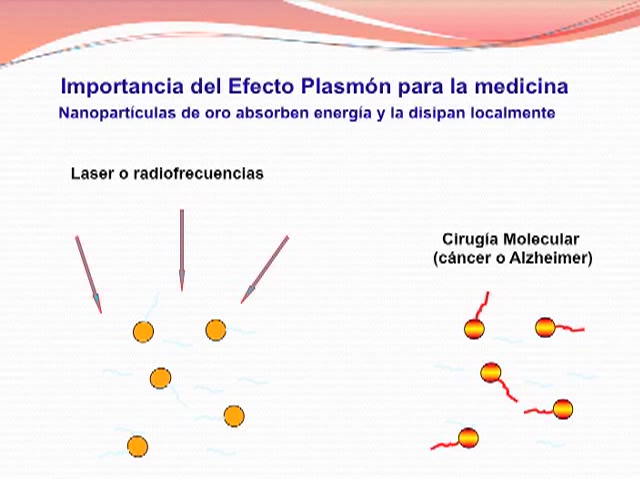 Importancia del Efecto Plasmón para la medicina
Nanopartículas de oro absorben energía y la disipan localmente
Laser o radiofrecuencias
Cirugía Molecular
(cáncer o Alzheimer)